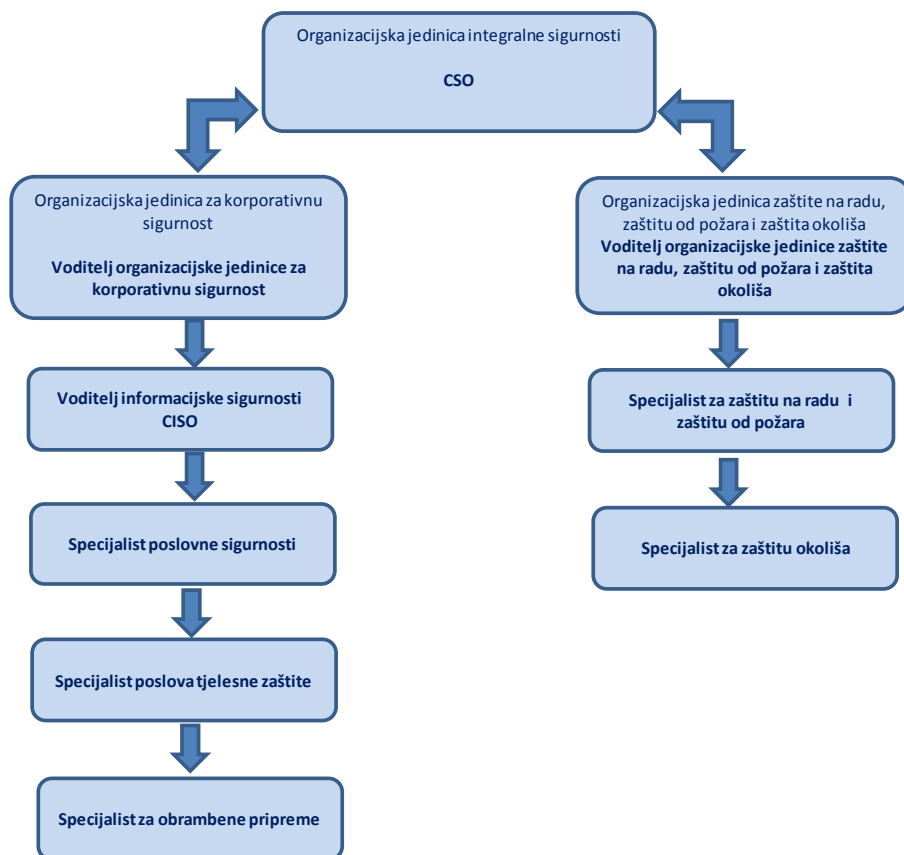 Organizacijska jedinica integralne sigurnosti
CSO
Organizacijska jedinica za korporativnu
sigurnost
Voditelj organizacijske jedinice za
korporativnu sigurnost
Voditelj informacijske sigurnosti
CISO
Specijalist poslovne sigurnosti
Specijalist poslova tjelesne zaštite
Specijalist za obrambene pripreme
Organizacijska jedinica zaštite na radu,
zaštitu od požara i zaštita okoliša
Voditelj organizacijske jedinice zaštite
na radu, zaštitu od požara i zaštita
okoliša
Specijalist za zaštitu na radu i
zaštitu od požara
Specijalist za zaštitu okoliša